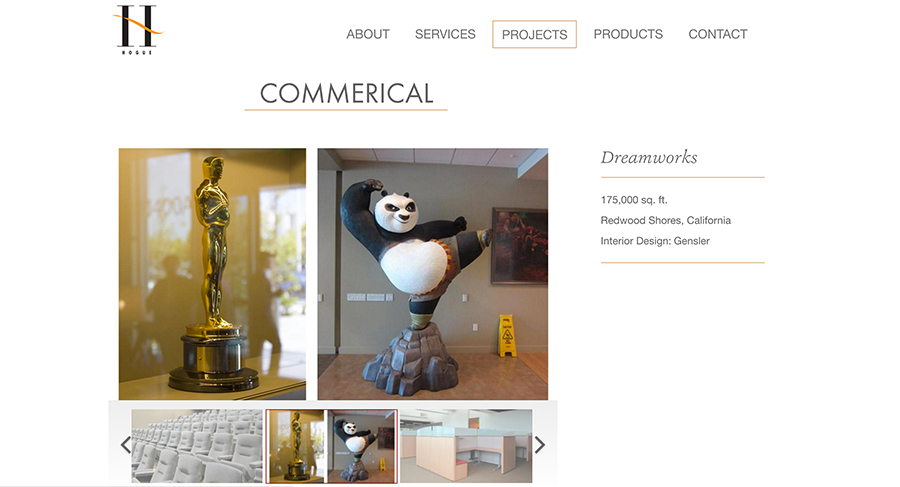 H
HOGUE
ABOUT
SERVICES
PROJECTS
PRODUCTS
CONTACT
COMMERICAL
Dreamworks
175,000 sq. ft.
Redwood Shores, California
Interior Design: Gensler